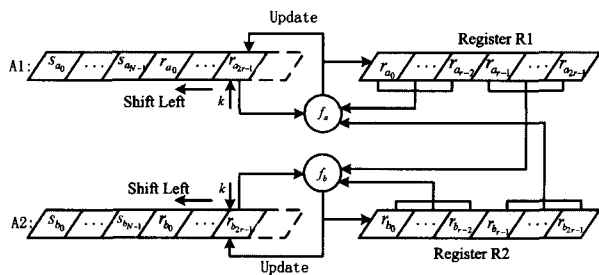 Update
Register R1
A1: s_{a_0} ... s_{a_{N-1}} r_{a_0} ... r_{a_{2r-1}}
r_{a_0} ... r_{a_{r-2}} r_{a_{r-1}} ... r_{a_{2r-1}}
Shift Left
k
f_a
f_b
Shift Left
k
A2: s_{b_0} ... s_{b_{N-1}} r_{b_0} ... r_{b_{2r-1}}
r_{b_0} ... r_{b_{r-2}} r_{b_{r-1}} ... r_{b_{2r-1}}
Register R2
Update